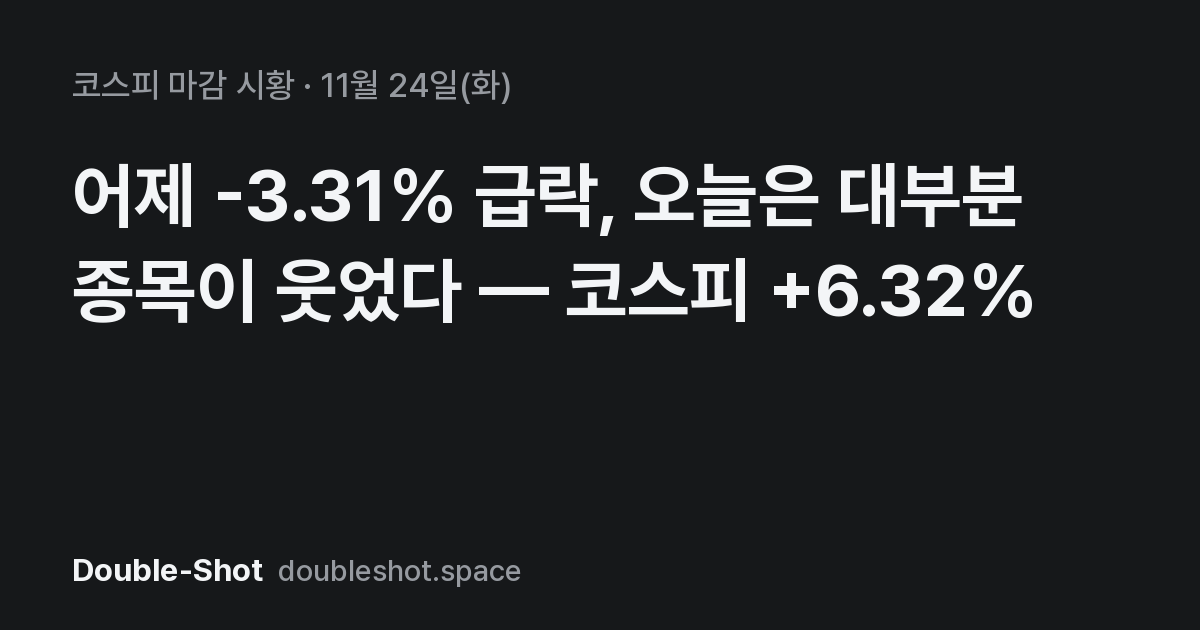 코스피 마감 시황 · 11월 24일(화)
어제 -3.31% 급락, 오늘은 대부분
종목이 웃었다 — 코스피 +6.32%
Double-Shot doubleshot.space